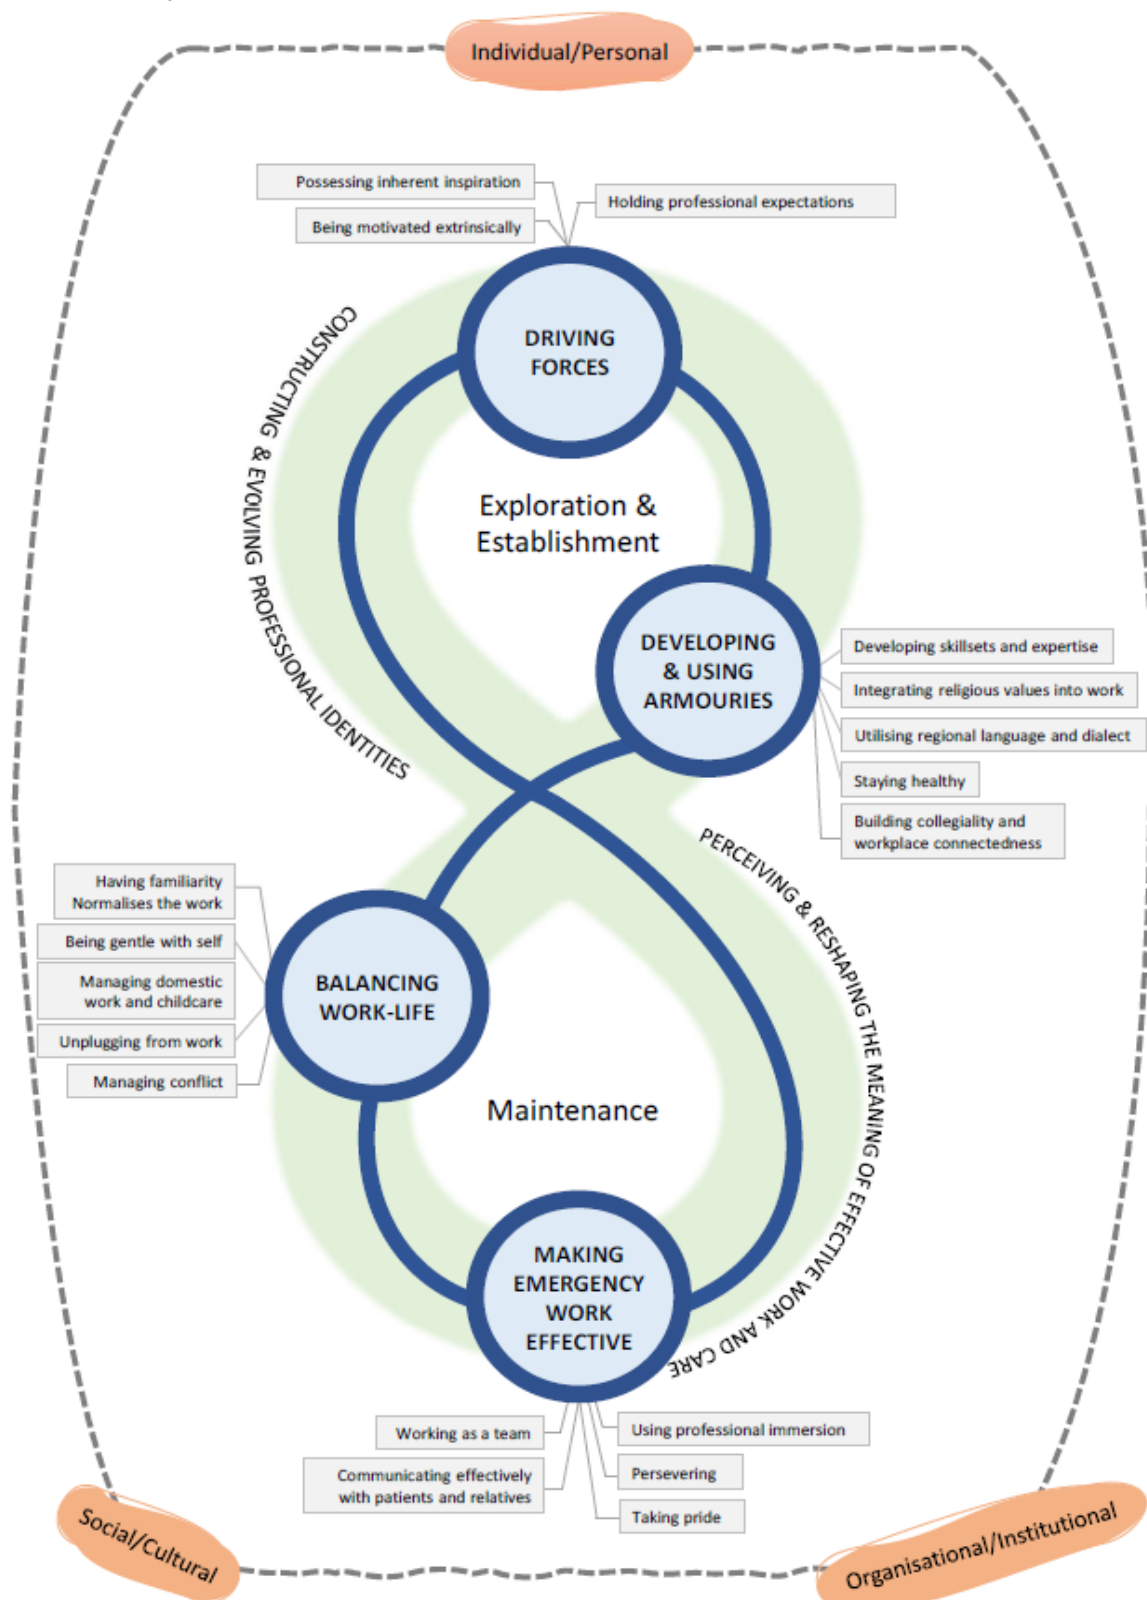 Individual/Personal
Possessing inherent inspiration
Holding professional expectations
Being motivated extrinsically
DRIVING
FORCES
CONSTRUCTING & EVOLVING PROFESSIONAL IDENTITIES
Exploration &
Establishment
DEVELOPING
& USING
ARMOURIES
Developing skillsets and expertise
Integrating religious values into work
Utilising regional language and dialect
Staying healthy
Building collegiality and
workplace connectedness
PERCEIVING & RESHAPING THE MEANING OF EFFECTIVE WORK AND CARE
Having familiarity
Normalises the work
Being gentle with self
Managing domestic
work and childcare
Unplugging from work
Managing conflict
BALANCING
WORK-LIFE
Maintenance
MAKING
EMERGENCY
WORK
EFFECTIVE
Working as a team
Communicating effectively
with patients and relatives
Using professional immersion
Persevering
Taking pride
Social/Cultural
Organisational/Institutional